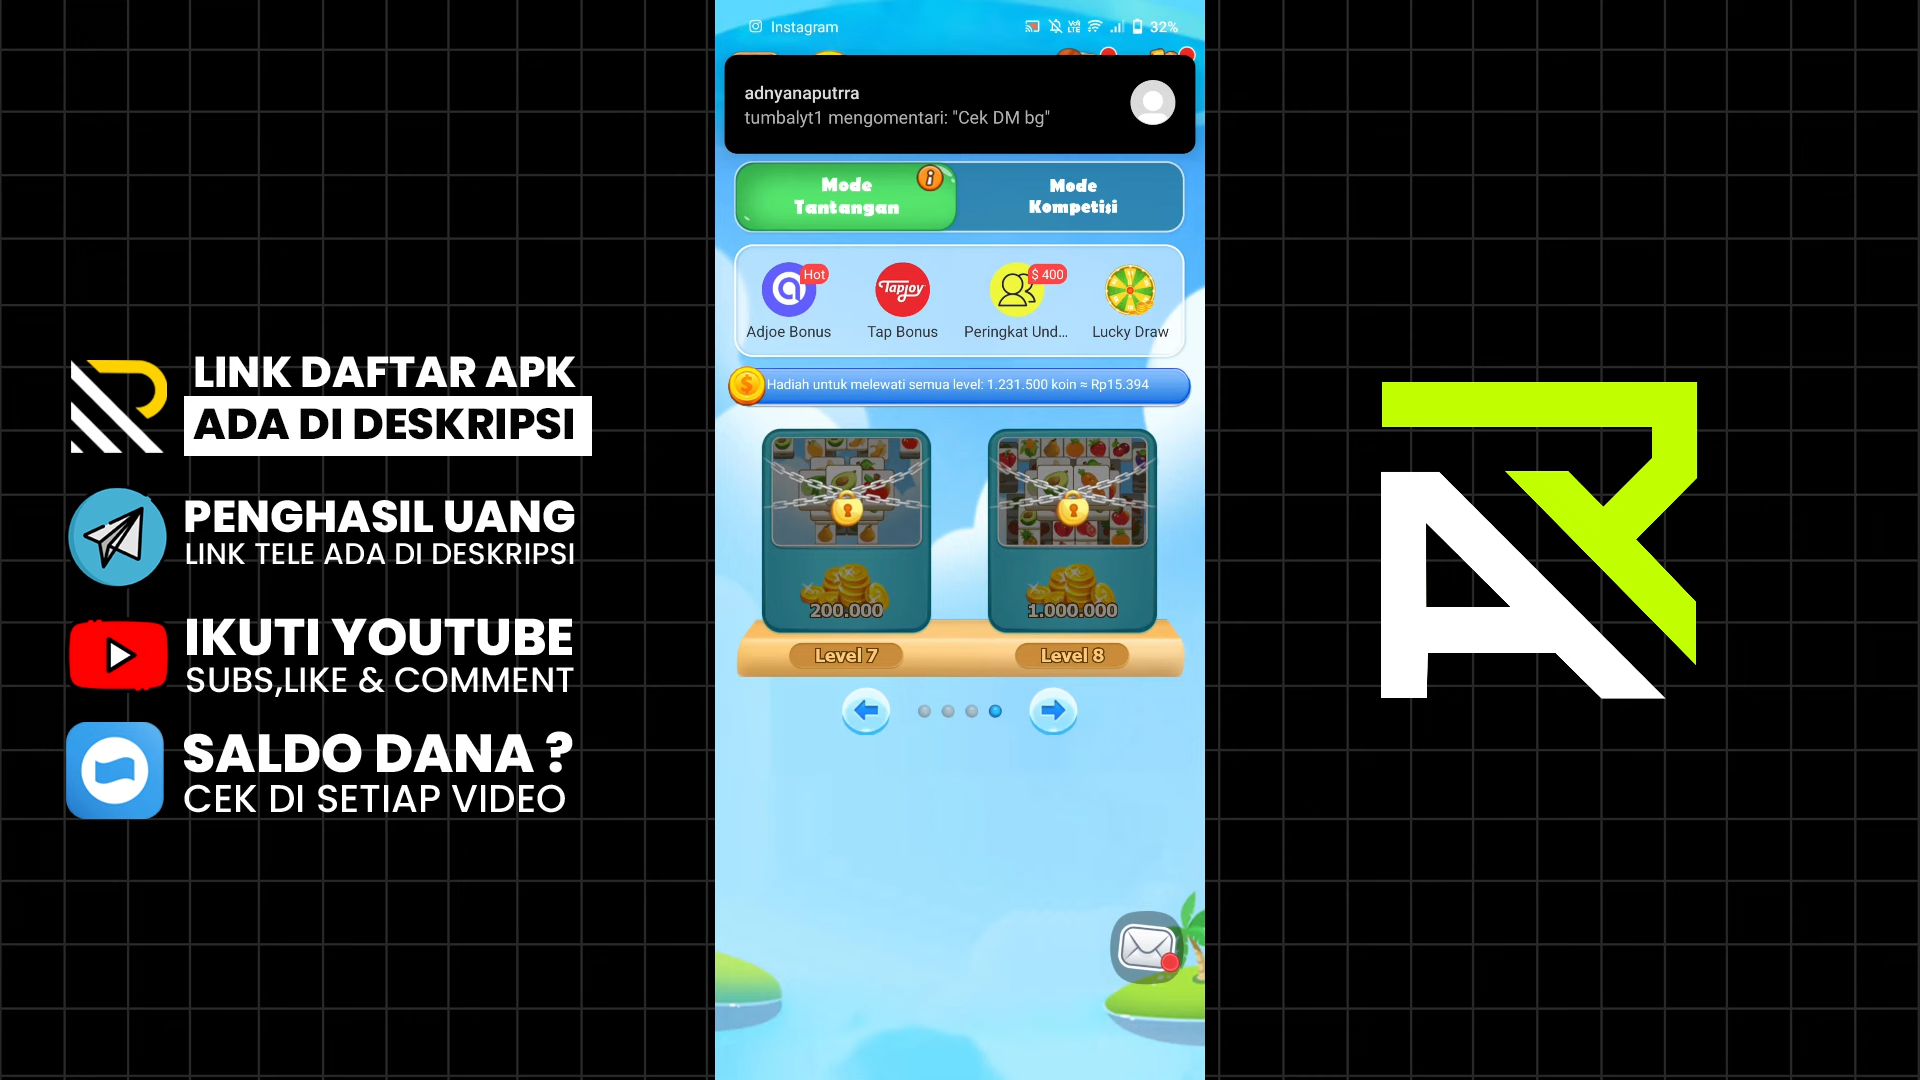 LINK DAFTAR APK
ADA DI DESKRIPSI
PENGHASIL UANG
LINK TELE ADA DI DESKRIPSI
IKUTI YOUTUBE
SUBS,LIKE & COMMENT
SALDO DANA ?
CEK DI SETIAP VIDEO
Instagram
Vo)
LTE
32%
adnyanaputrra
tumbalyt1 mengomentari: "Cek DM bg"
Mode
Tantangan
i
Mode
Kompetisi
Hot
Adjoe Bonus
Tapjoy
Tap Bonus
$ 400
Peringkat Und...
Lucky Draw
Hadiah untuk melewati semua level: 1.231.500 koin ≈ Rp15.394
200.000
1.000.000
Level 7
Level 8